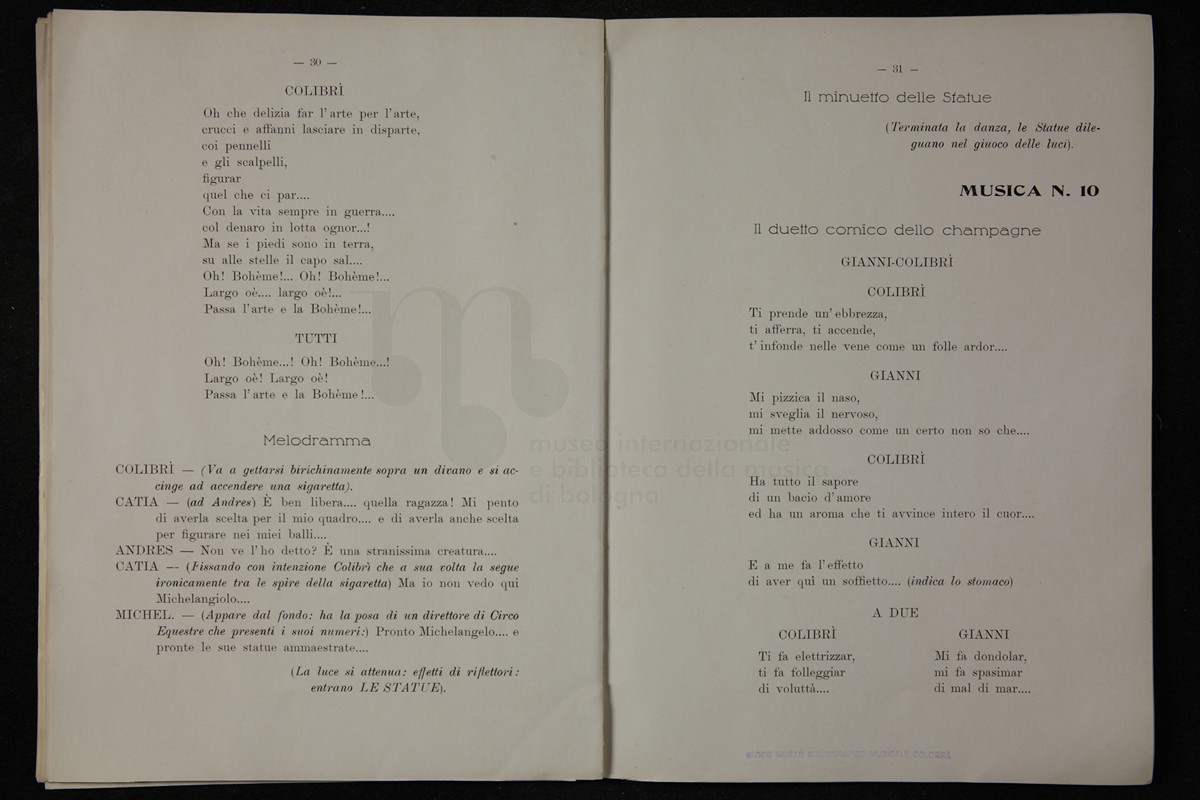 — 30 —
COLIBRÌ
Oh che delizia far l'arte per l'arte,
crucci e affanni lasciare in disparte,
coi pennelli
e gli scalpelli,
figurar
quel che ci par....
Con la vita sempre in guerra....
col denaro in lotta ognor...!
Ma se i piedi sono in terra,
su alle stelle il capo sal....
Oh! Bohème!... Oh! Bohème!...
Largo oè.... largo oè!...
Passa l'arte e la Bohème!...
TUTTI
Oh! Bohème...! Oh! Bohème...!
Largo oè! Largo oè!
Passa l'arte e la Bohème!...
Melodramma
COLIBRÌ — (Va a gettarsi birichinamente sopra un divano e si ac-
cinge ad accendere una sigaretta).
CATIA — (ad Andres) È ben libera.... quella ragazza! Mi pento
di averla scelta per il mio quadro.... e di averla anche scelta
per figurare nei miei balli....
ANDRES — Non ve l'ho detto? È una stranissima creatura....
CATIA — (Fissando con intenzione Colibrì che a sua volta la segue
ironicamente tra le spire della sigaretta) Ma io non vedo qui
Michelangiolo....
MICHEL. — (Appare dal fondo: ha la posa di un direttore di Circo
Equestre che presenti i suoi numeri:) Pronto Michelangelo.... e
pronte le sue statue ammaestrate....
(La luce si attenua: effetti di riflettori:
entrano LE STATUE).
— 31 —
Il minuetto delle Statue
(Terminata la danza, le Statue dile-
guano nel giuoco delle luci).
MUSICA N. 10
Il duetto comico dello champagne
GIANNI-COLIBRÌ
COLIBRÌ
Ti prende un'ebbrezza,
ti afferra, ti accende,
t'infonde nelle vene come un folle ardor....
GIANNI
Mi pizzica il naso,
mi sveglia il nervoso,
mi mette addosso come un certo non so che....
COLIBRÌ
Ha tutto il sapore
di un bacio d'amore
ed ha un aroma che ti avvince intero il cuor....
GIANNI
E a me fa l'effetto
di aver quì un soffietto.... (indica lo stomaco)
A DUE
COLIBRÌ
Ti fa elettrizzar,
ti fa folleggiar
di voluttà....
GIANNI
Mi fa dondolar,
mi fa spasimar
di mal di mar....
museo internazionale
e biblioteca della musica
di bologna